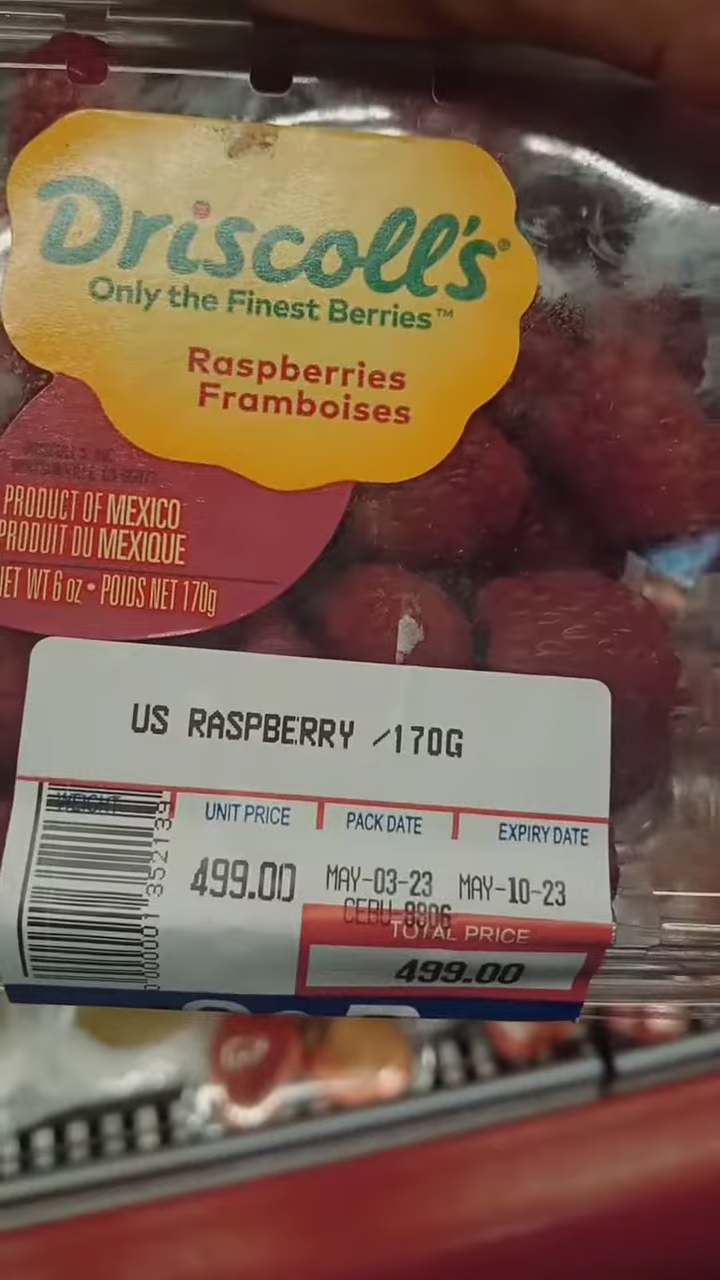 Driscoll's®
Only the Finest Berries™
Raspberries
Framboises
PRODUCT OF MEXICO
PRODUIT DU MEXIQUE
NET WT 6 oz • POIDS NET 170g
US RASPBERRY /170G
WEIGHT
UNIT PRICE
PACK DATE
EXPIRY DATE
499.00
MAY-03-23
MAY-10-23
CEBU-8806
TOTAL PRICE
499.00